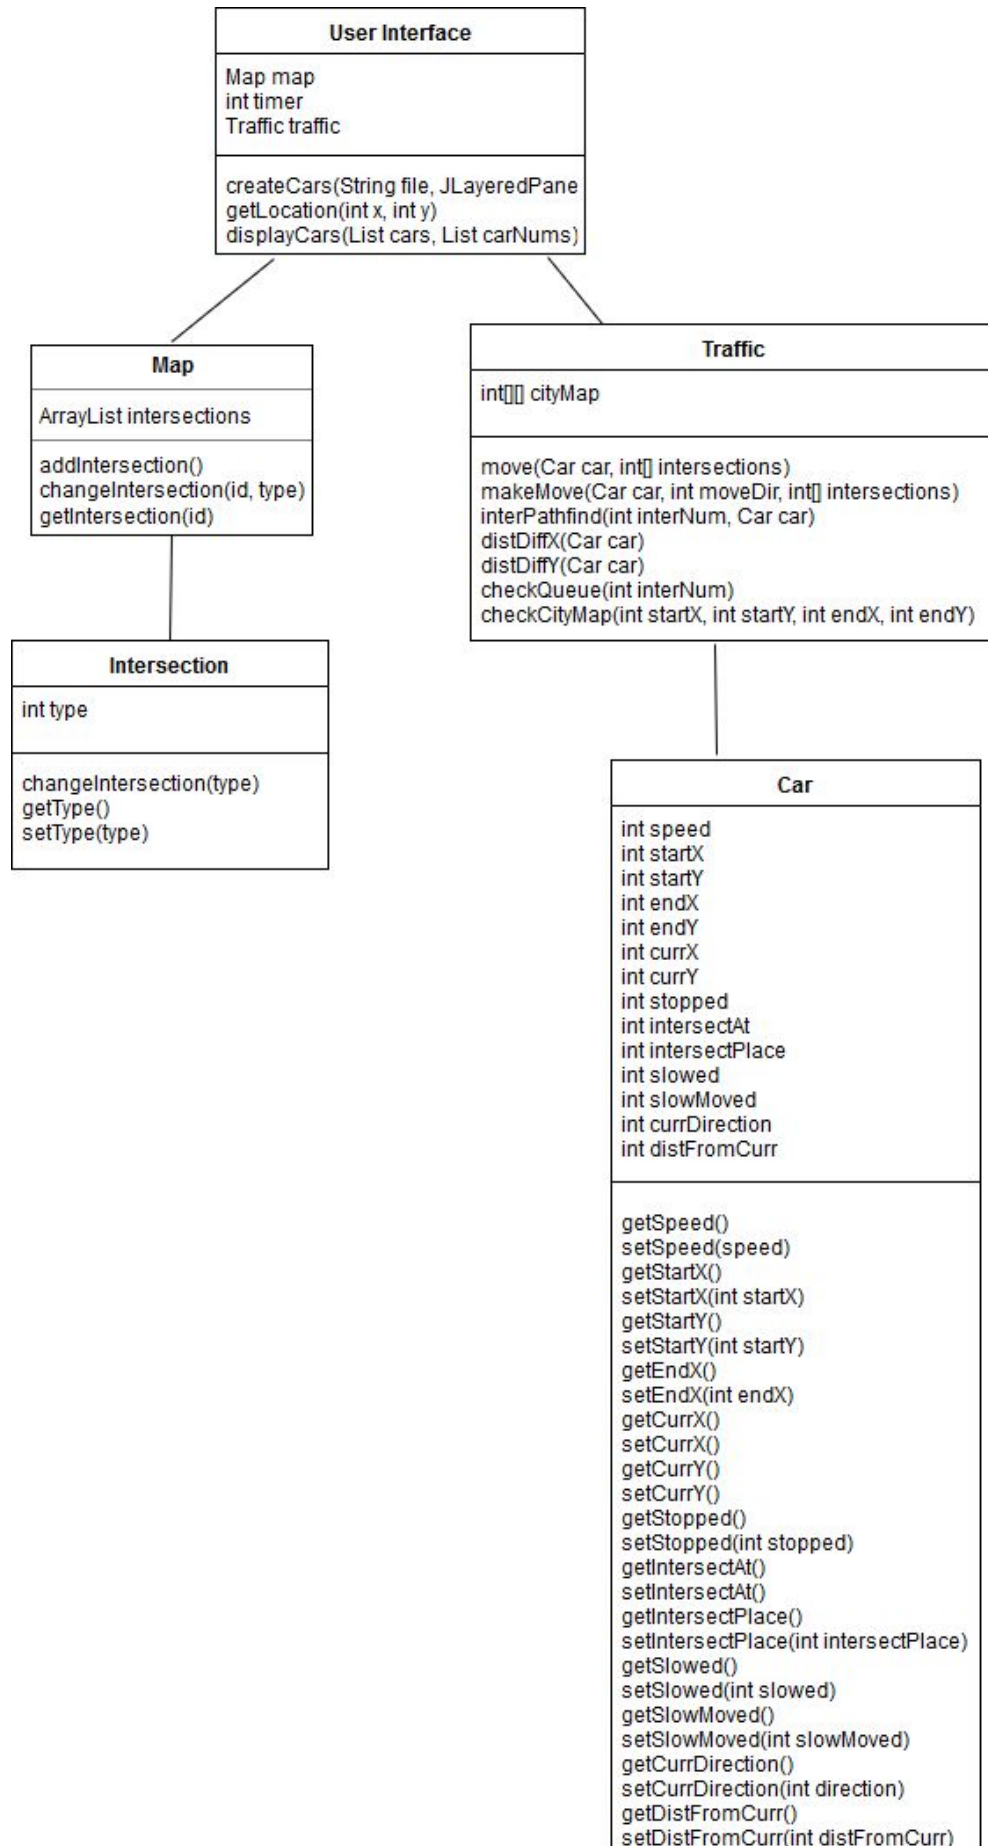 User Interface
Map map
int timer
Traffic traffic
createCars(String file, JLayeredPane
getLocation(int x, int y)
displayCars(List cars, List carNums)
Map
ArrayList intersections
addIntersection()
changeIntersection(id, type)
getIntersection(id)
Traffic
int[][] cityMap
move(Car car, int[] intersections)
makeMove(Car car, int moveDir, int[] intersections)
interPathfind(int interNum, Car car)
distDiffX(Car car)
distDiffY(Car car)
checkQueue(int interNum)
checkCityMap(int startX, int startY, int endX, int endY)
Intersection
int type
changeIntersection(type)
getType()
setType(type)
Car
int speed
int startX
int startY
int endX
int endY
int currX
int currY
int stopped
int intersectAt
int intersectPlace
int slowed
int slowMoved
int currDirection
int distFromCurr
getSpeed()
setSpeed(speed)
getStartX()
setStartX(int startX)
getStartY()
setStartY(int startY)
getEndX()
setEndX(int endX)
getCurrX()
setCurrX()
getCurrY()
setCurrY()
getStopped()
setStopped(int stopped)
getIntersectAt()
setIntersectAt()
getIntersectPlace()
setIntersectPlace(int intersectPlace)
getSlowed()
setSlowed(int slowed)
getSlowMoved()
setSlowMoved(int slowMoved)
getCurrDirection()
setCurrDirection(int direction)
getDistFromCurr()
setDistFromCurr(int distFromCurr)